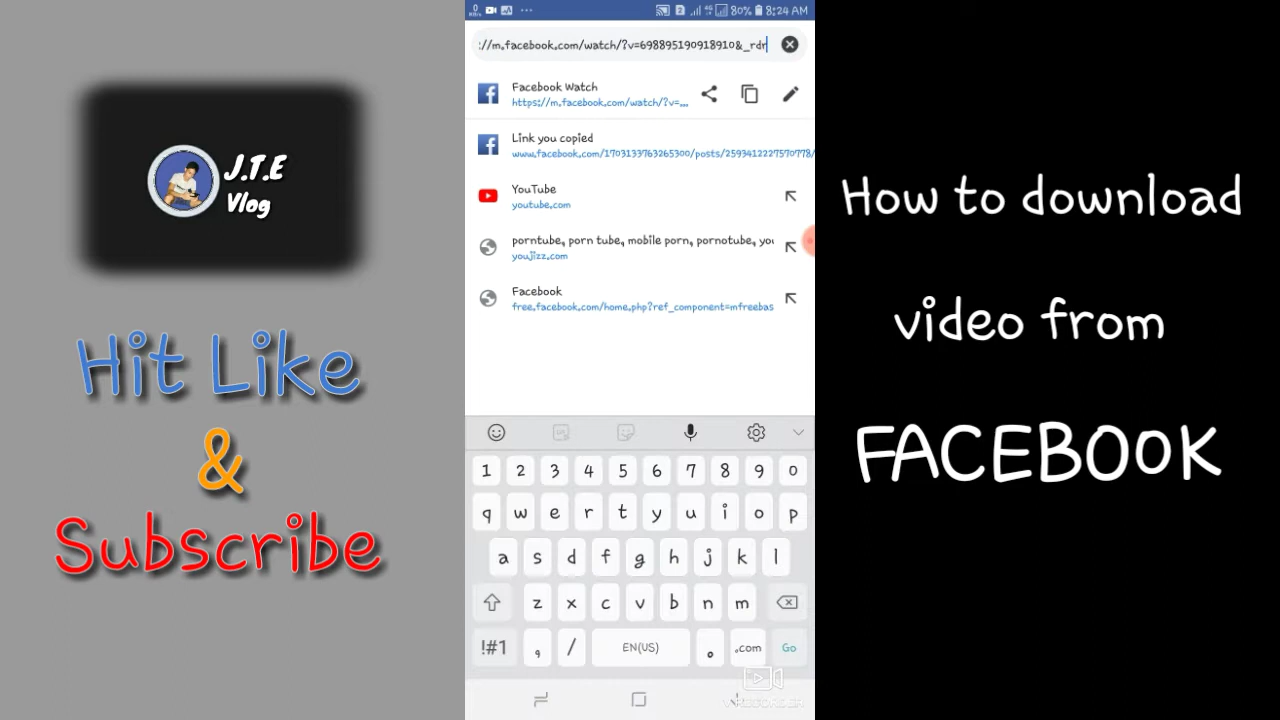 J.T.E
Vlog
Hit Like
&
Subscribe
0
KB/s
80%
8:24 AM
://m.facebook.com/watch/?v=698895190918910&_rdr
Facebook Watch
https://m.facebook.com/watch/?v=...
Link you copied
www.facebook.com/1703133763265300/posts/2593412227570778/
YouTube
youtube.com
porntube, porn tube, mobile porn, pornotube, you
youjizz.com
Facebook
free.facebook.com/home.php?ref_component=mfreebas
1 2 3 4 5 6 7 8 9 0
q w e r t y u i o p
a s d f g h j k l
z x c v b n m
!#1 , / EN(US) . .com Go
How to download
video from
FACEBOOK